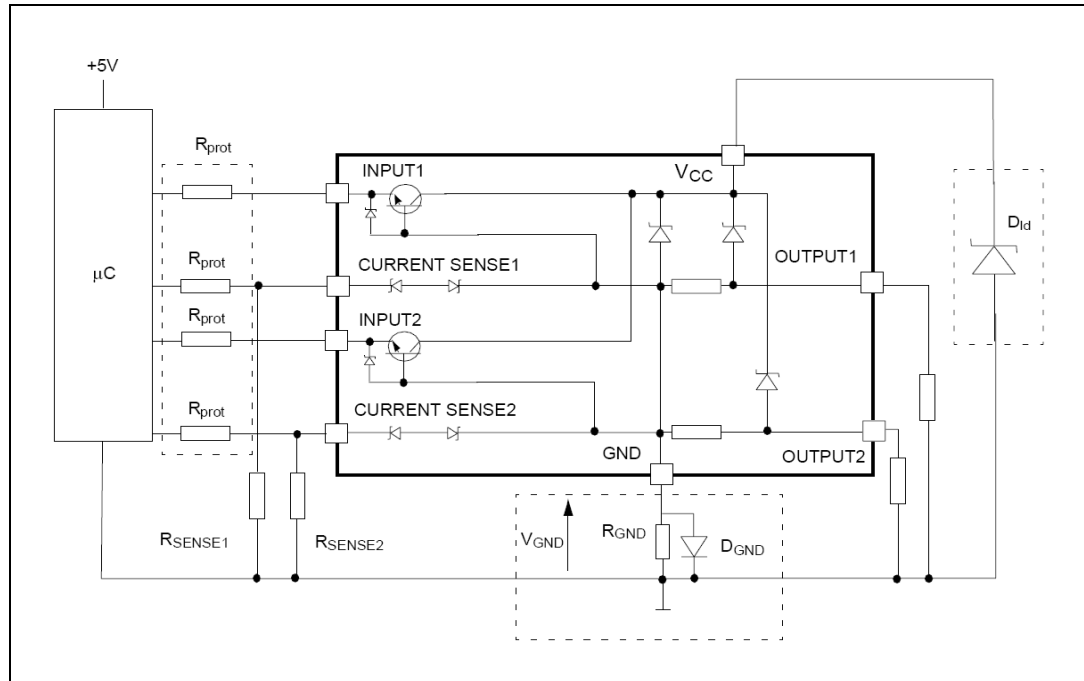 +5V
μC
Rprot
Rprot
Rprot
Rprot
INPUT1
CURRENT SENSE1
INPUT2
CURRENT SENSE2
VCC
OUTPUT1
Dld
GND
OUTPUT2
RSENSE1
RSENSE2
VGND
RGND
DGND